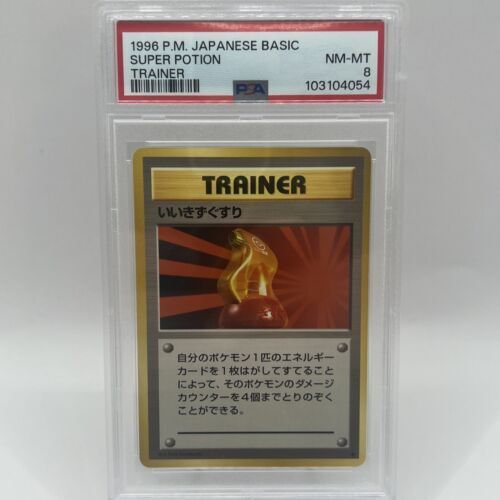 1996 P.M. JAPANESE BASIC
SUPER POTION
NM-MT
TRAINER
8
PSA
103104054
TRAINER
いいきずぐすり
自分のポケモン1匹のエネルギー
カードを1枚はがしてすてること
によって、そのポケモンのダメージ
カウンターを4個までとりのぞく
ことができる。